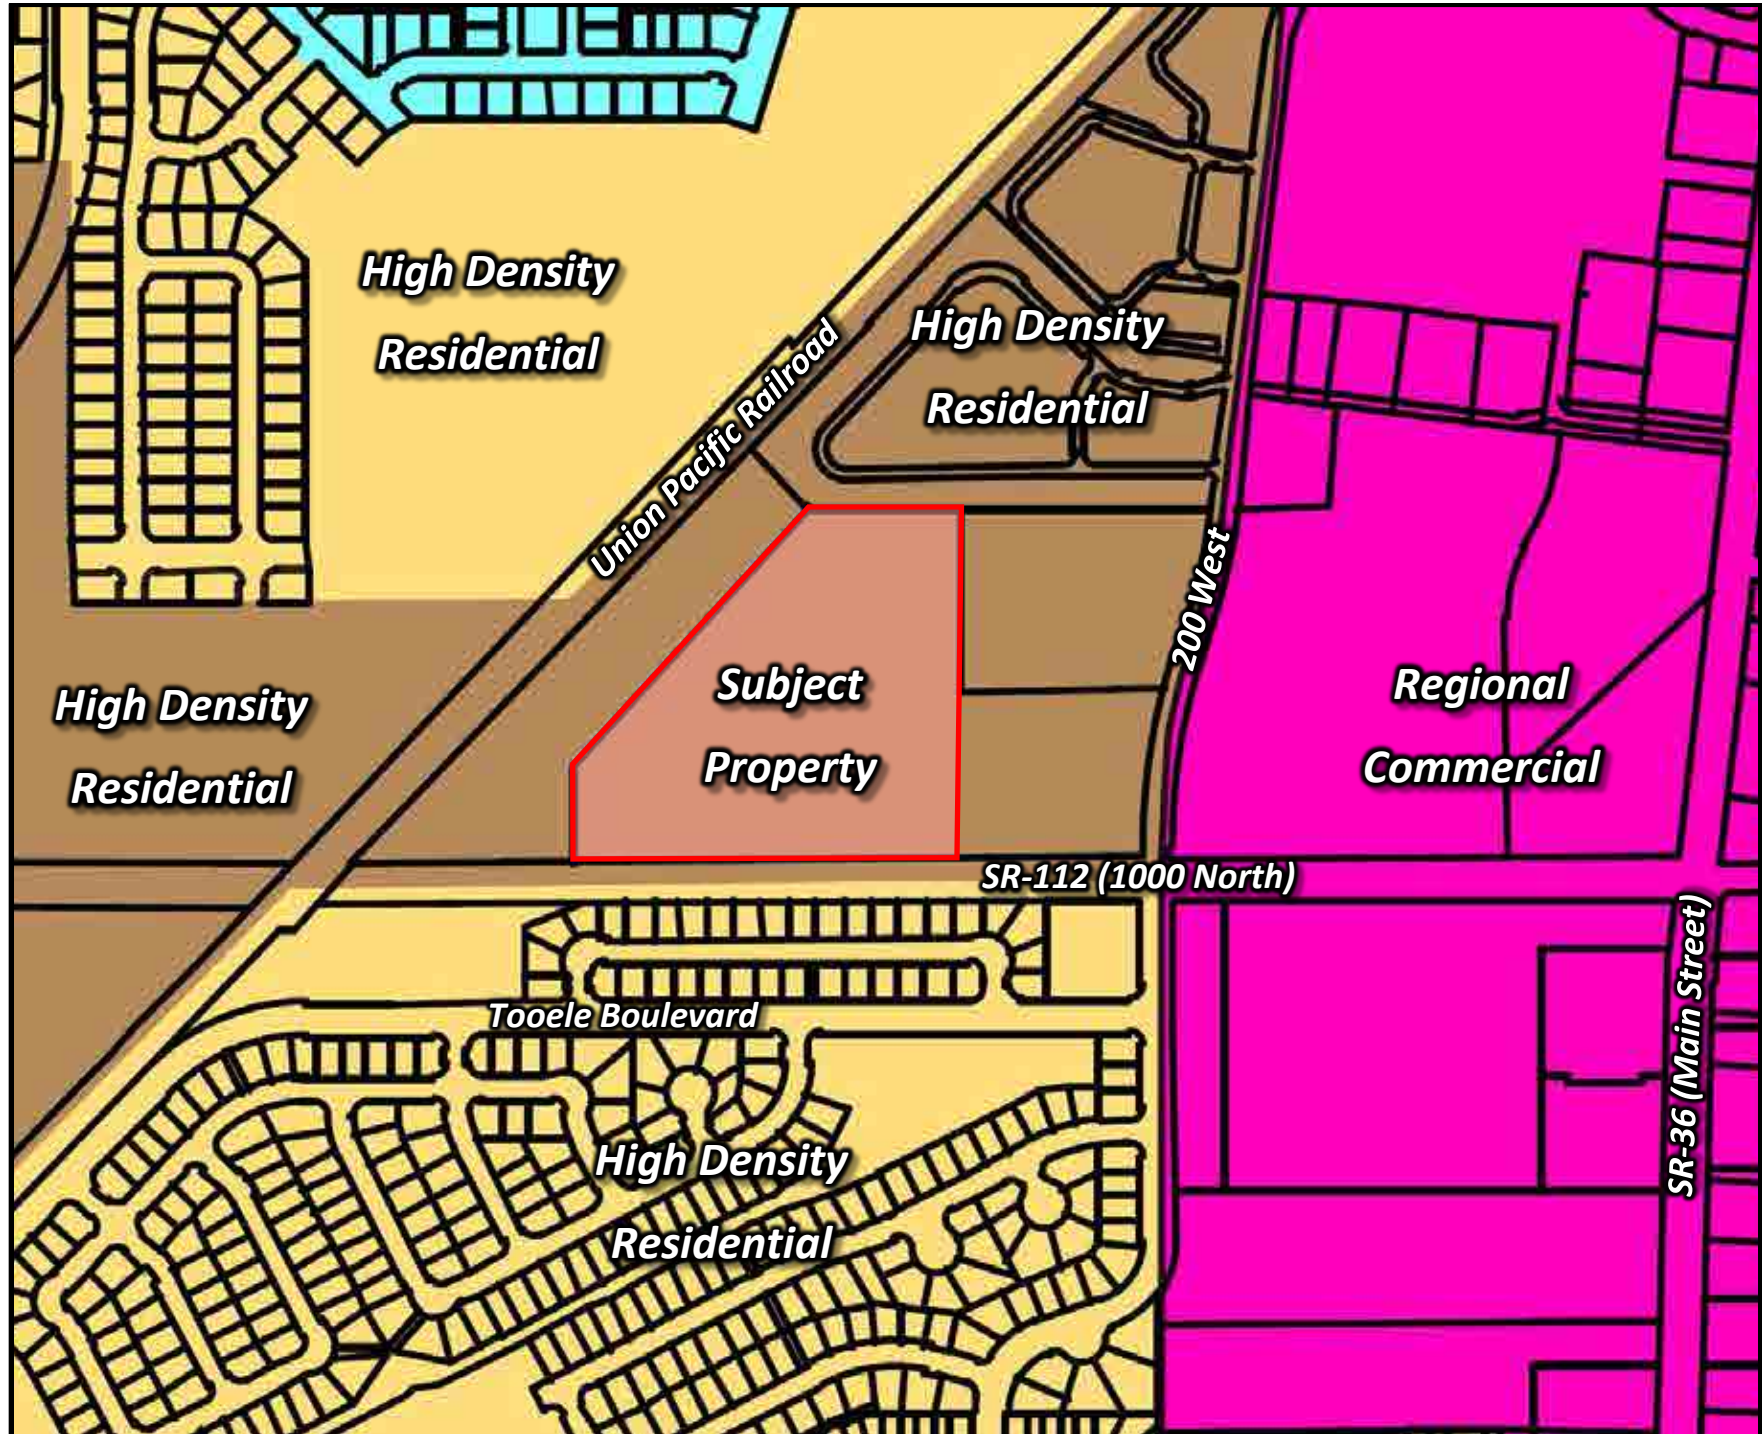 High Density
Residential
High Density
Residential
Union Pacific Railroad
200 West
Subject
Property
Regional
Commercial
High Density
Residential
SR-112 (1000 North)
SR-36 (Main Street)
Tooele Boulevard
High Density
Residential